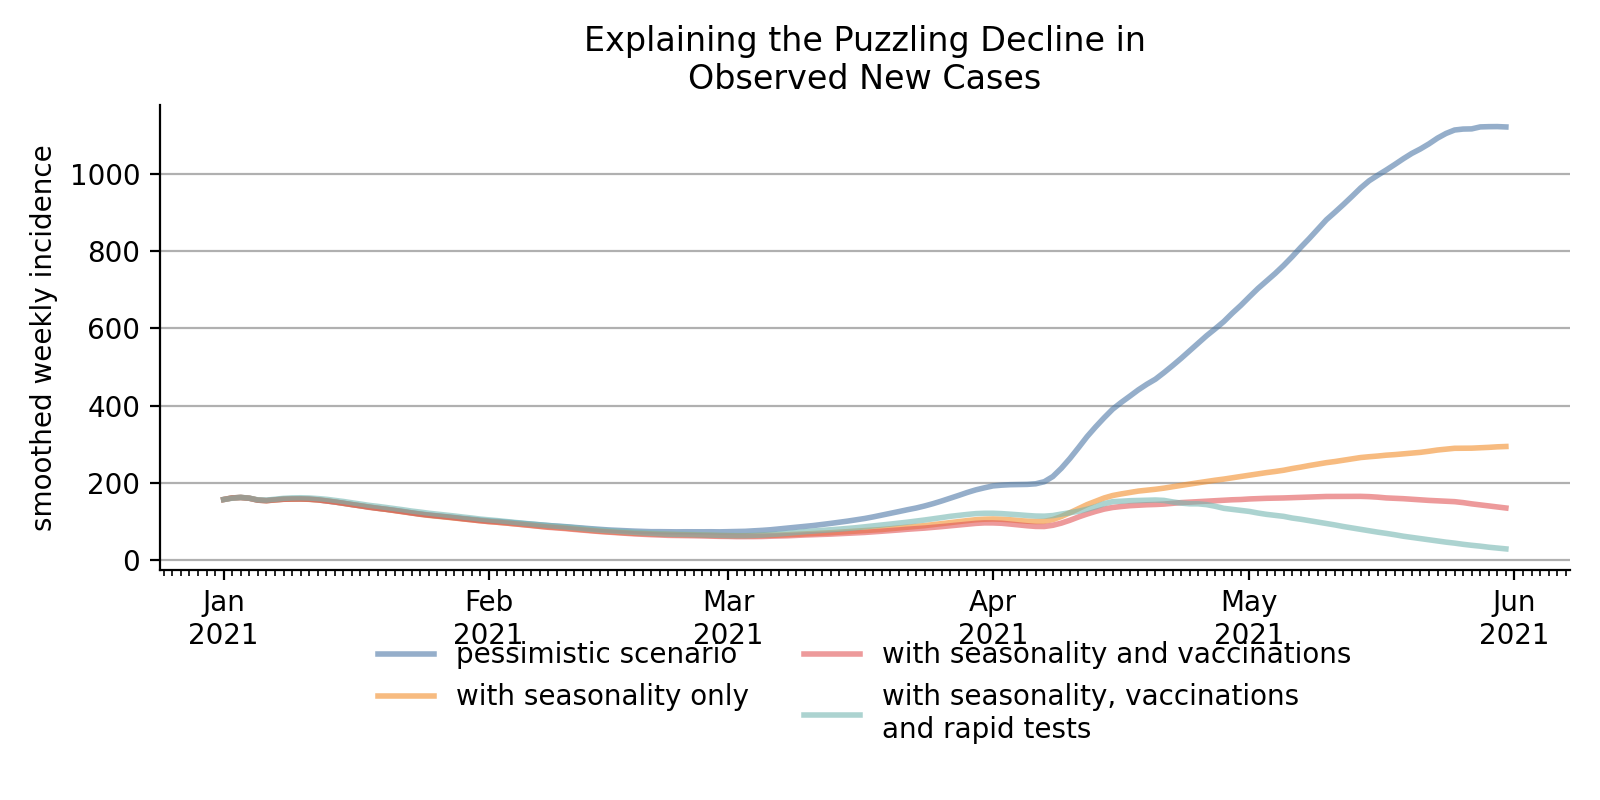 Explaining the Puzzling Decline in
Observed New Cases
smoothed weekly incidence
1000
800
600
400
200
0
Jan
2021
Feb
2021
Mar
2021
Apr
2021
May
2021
Jun
2021
pessimistic scenario
with seasonality only
with seasonality and vaccinations
with seasonality, vaccinations
and rapid tests